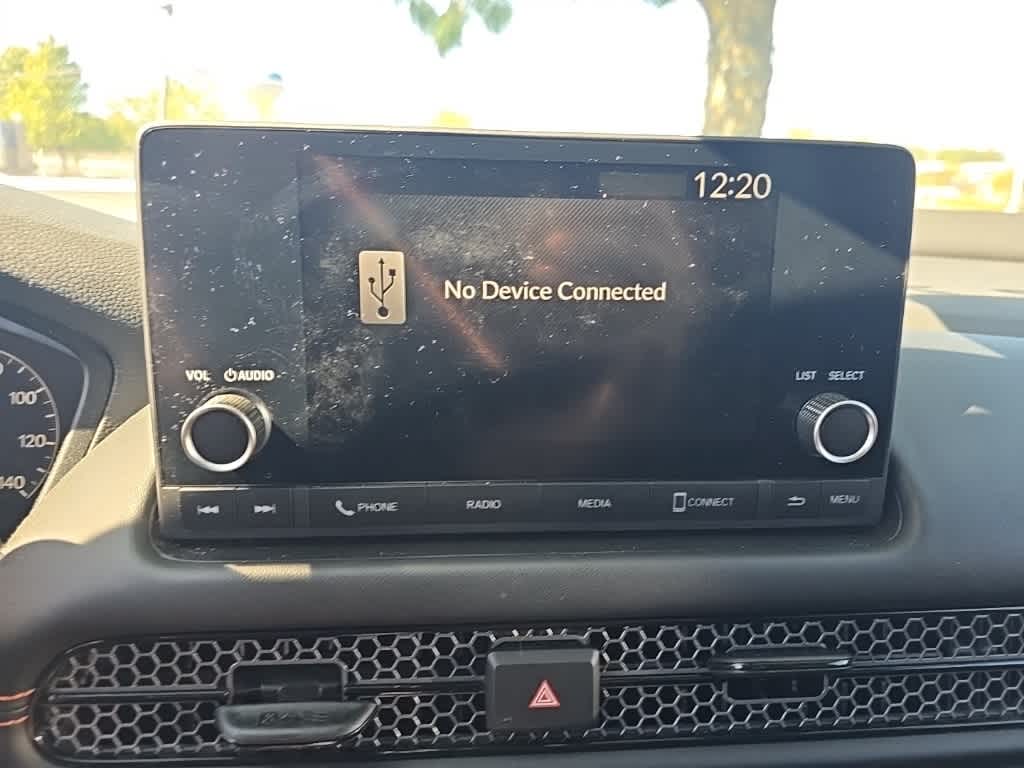 12:20
No Device Connected
VOL AUDIO
LIST SELECT
PHONE RADIO MEDIA CONNECT MENU
100
120
140